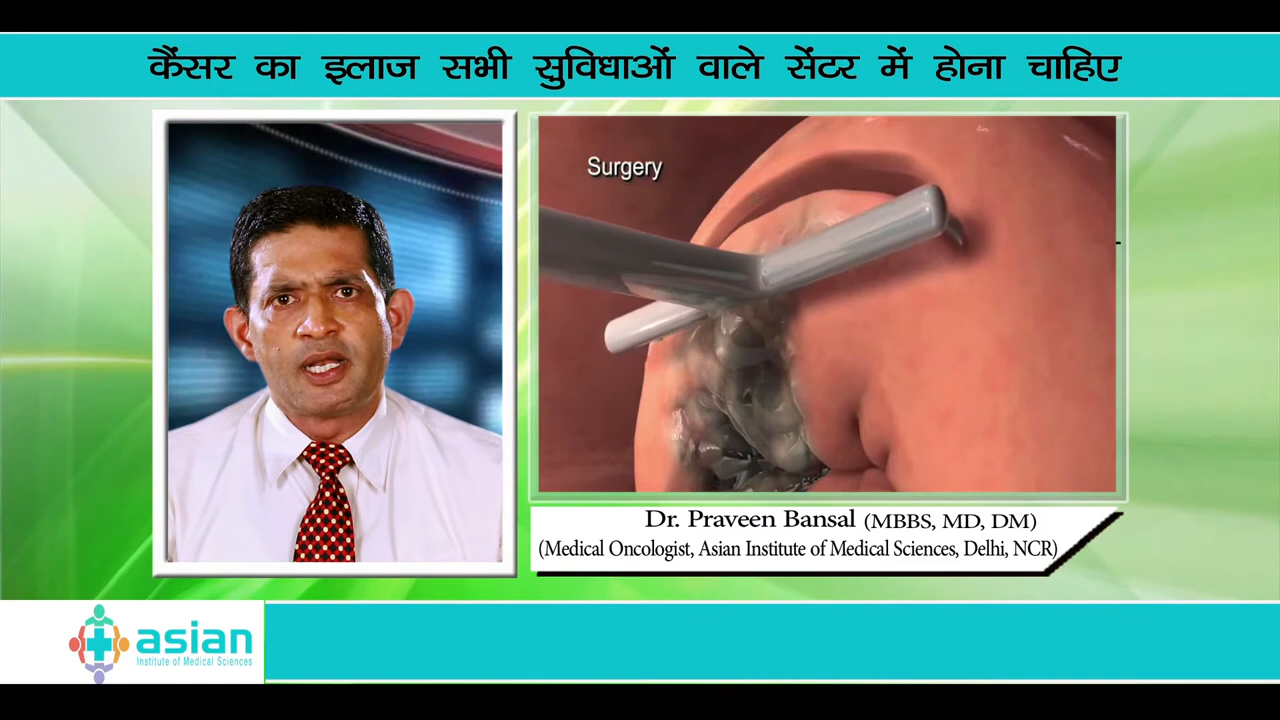 कैंसर का इलाज सभी सुविधाओं वाले सेंटर में होना चाहिए
Surgery
Dr. Praveen Bansal (MBBS, MD, DM)
(Medical Oncologist, Asian Institute of Medical Sciences, Delhi, NCR)
asian
Institute of Medical Sciences